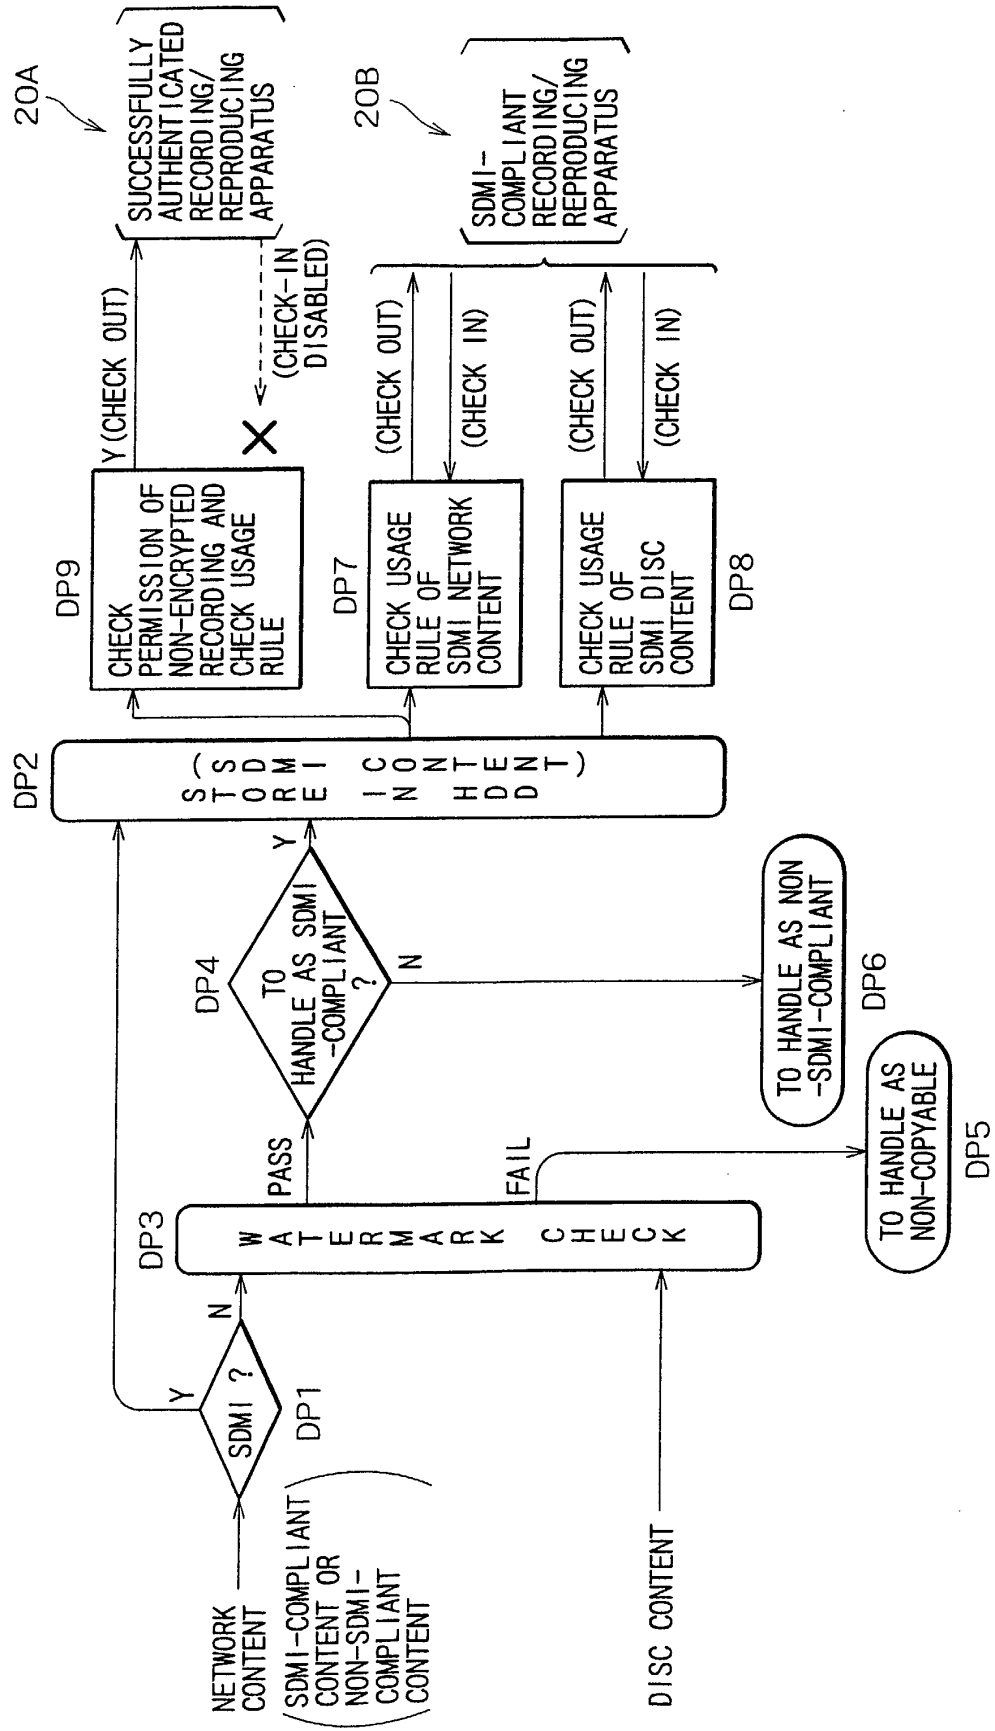 NETWORK
CONTENT
SDMI-COMPLIANT
CONTENT OR
NON-SDMI-
COMPLIANT
CONTENT
DISC CONTENT
SDMI ?
DP1
Y
N
DP3
WATERMARK CHECK
PASS
FAIL
TO HANDLE AS
NON-COPYABLE
DP5
DP4
TO
HANDLE AS SDMI
-COMPLIANT
?
Y
N
TO HANDLE AS NON
-SDMI-COMPLIANT
DP6
DP2
STORE IN HDD
(SDMI CONTENT)
DP9
CHECK
PERMISSION OF
NON-ENCRYPTED
RECORDING AND
CHECK USAGE
RULE
Y (CHECK OUT)
(CHECK-IN
DISABLED)
DP7
CHECK USAGE
RULE OF
SDMI NETWORK
CONTENT
(CHECK OUT)
(CHECK IN)
CHECK USAGE
RULE OF
SDMI DISC
CONTENT
DP8
(CHECK OUT)
(CHECK IN)
20A
SUCCESSFULLY
AUTHENTICATED
RECORDING/
REPRODUCING
APPARATUS
20B
SDMI-
COMPLIANT
RECORDING/
REPRODUCING
APPARATUS